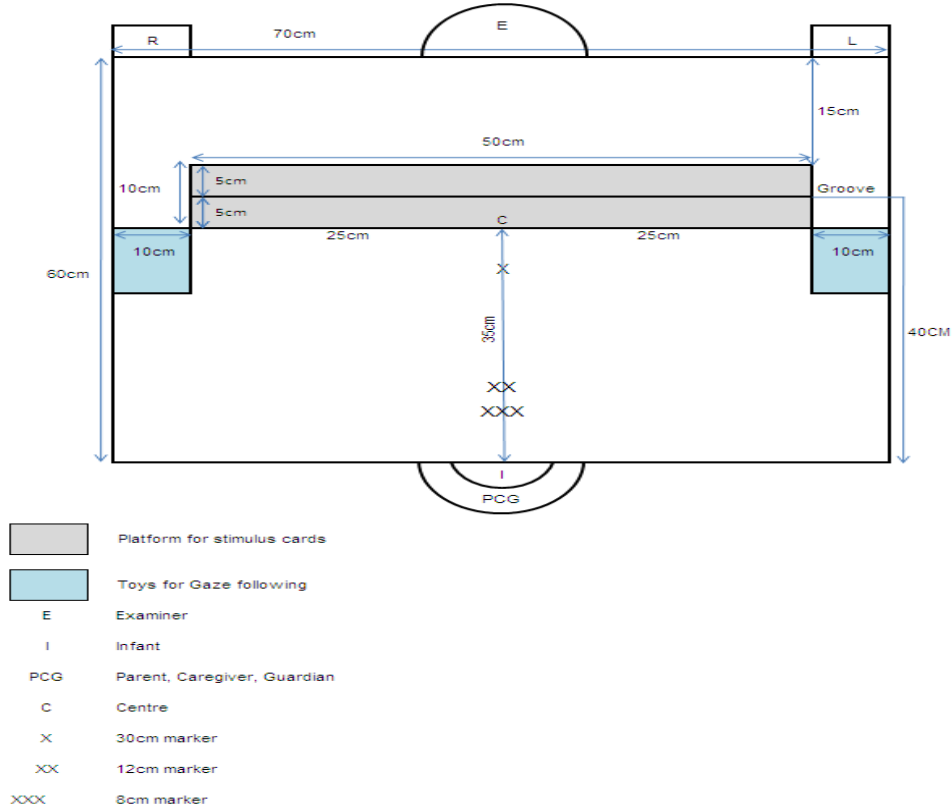 E
R 70cm L
15cm
50cm
5cm
10cm Groove
5cm
C
25cm 25cm
10cm 10cm
X
60cm
35cm
40CM
XX
XXX
I
PCG
Platform for stimulus cards
Toys for Gaze following
E Examiner
I Infant
PCG Parent, Caregiver, Guardian
C Centre
X 30cm marker
XX 12cm marker
XXX 8cm marker